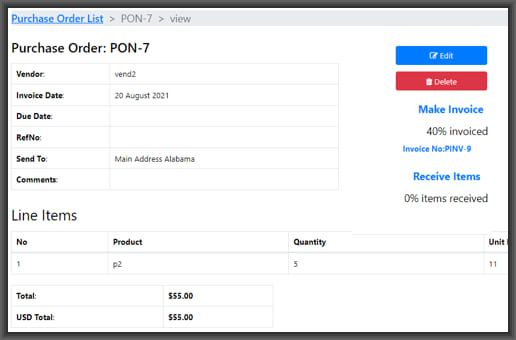 Purchase Order List > PON-7 > view
Purchase Order: PON-7
Edit
Delete
Vendor: vend2
Invoice Date: 20 August 2021
Due Date:
RefNo:
Send To: Main Address Alabama
Comments:
Make Invoice
40% invoiced
Invoice No:PINV-9
Receive Items
0% items received
Line Items
No Product Quantity Unit
1 p2 5 11
Total: $55.00
USD Total: $55.00